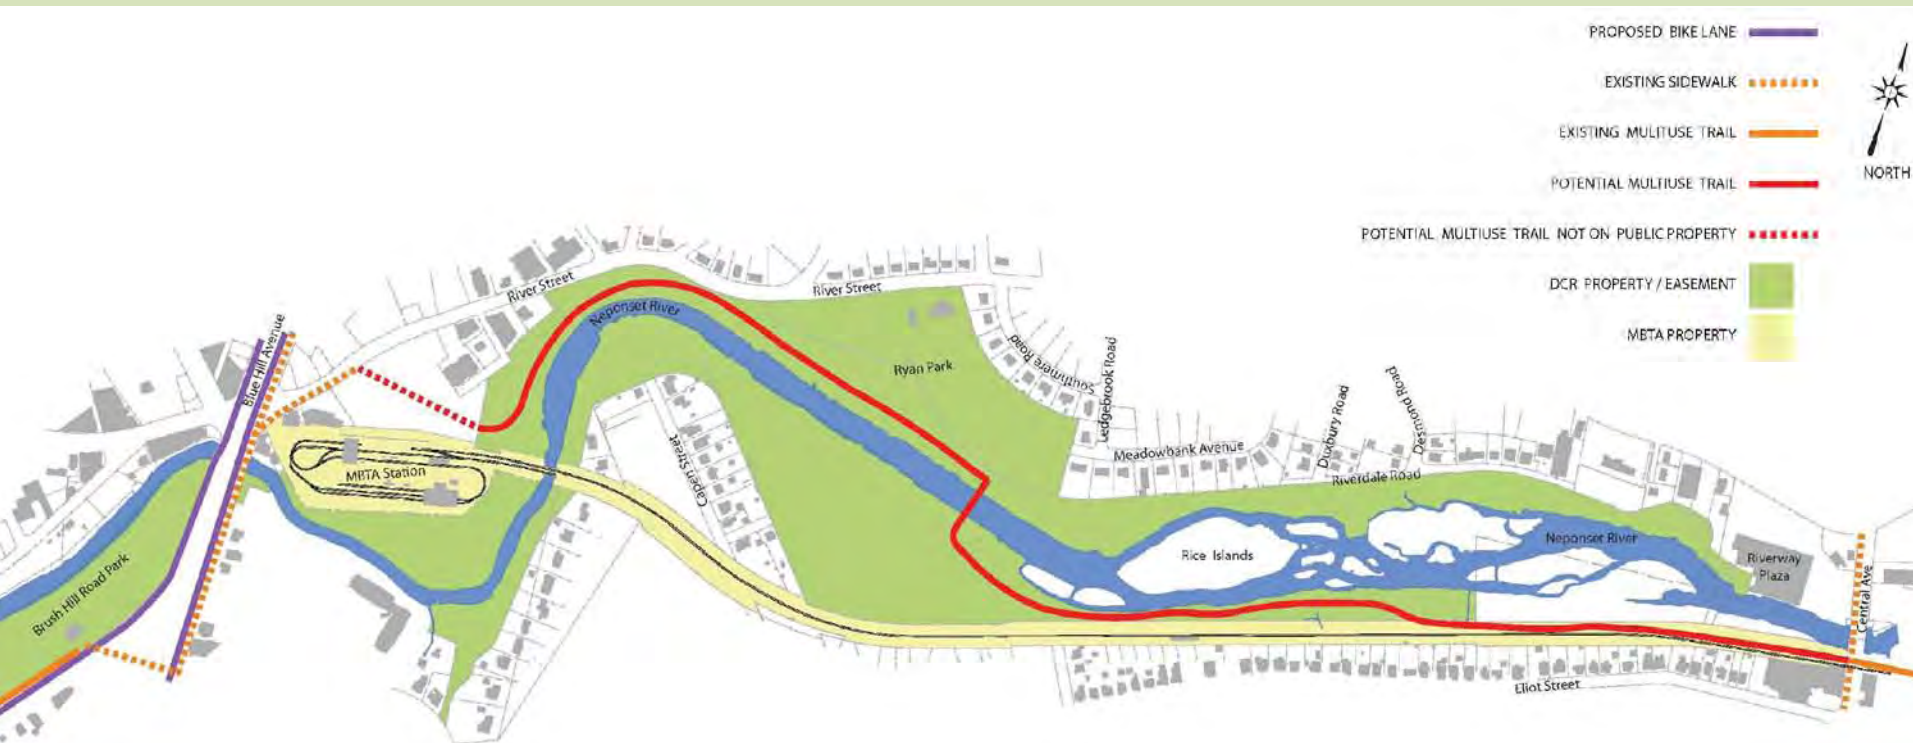 PROPOSED BIKE LANE
EXISTING SIDEWALK
EXISTING MULITUSE TRAIL
POTENTIAL MULTIUSE TRAIL
POTENTIAL MULTIUSE TRAIL NOT ON PUBLIC PROPERTY
DCR PROPERTY / EASEMENT
MBTA PROPERTY
NORTH
River Street
River Street
Neponset River
Blue Hill Avenue
Ryan Park
Southmere Road
Ledgebrook Road
Meadowbank Avenue
Duxbury Road
Desmond Road
Riverdale Road
MBTA Station
Capen Street
Rice Islands
Neponset River
Riverway
Plaza
Central Ave
Brush Hill Road Park
Eliot Street